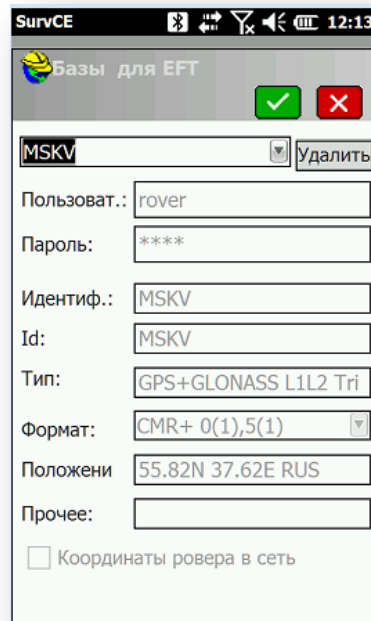 SurvCE 12:13
Базы для EFT
MSKV Удалить
Пользоват.: rover
Пароль: ****
Идентиф.: MSKV
Id: MSKV
Тип: GPS+GLONASS L1L2 Tri
Формат: CMR+ 0(1),5(1)
Положени 55.82N 37.62E RUS
Прочее:
Координаты ровера в сеть